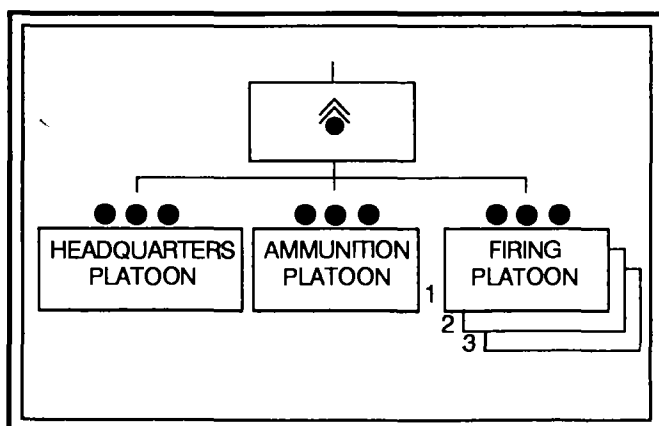 HEADQUARTERS
PLATOON
AMMUNITION
PLATOON
FIRING
PLATOON
1
2
3